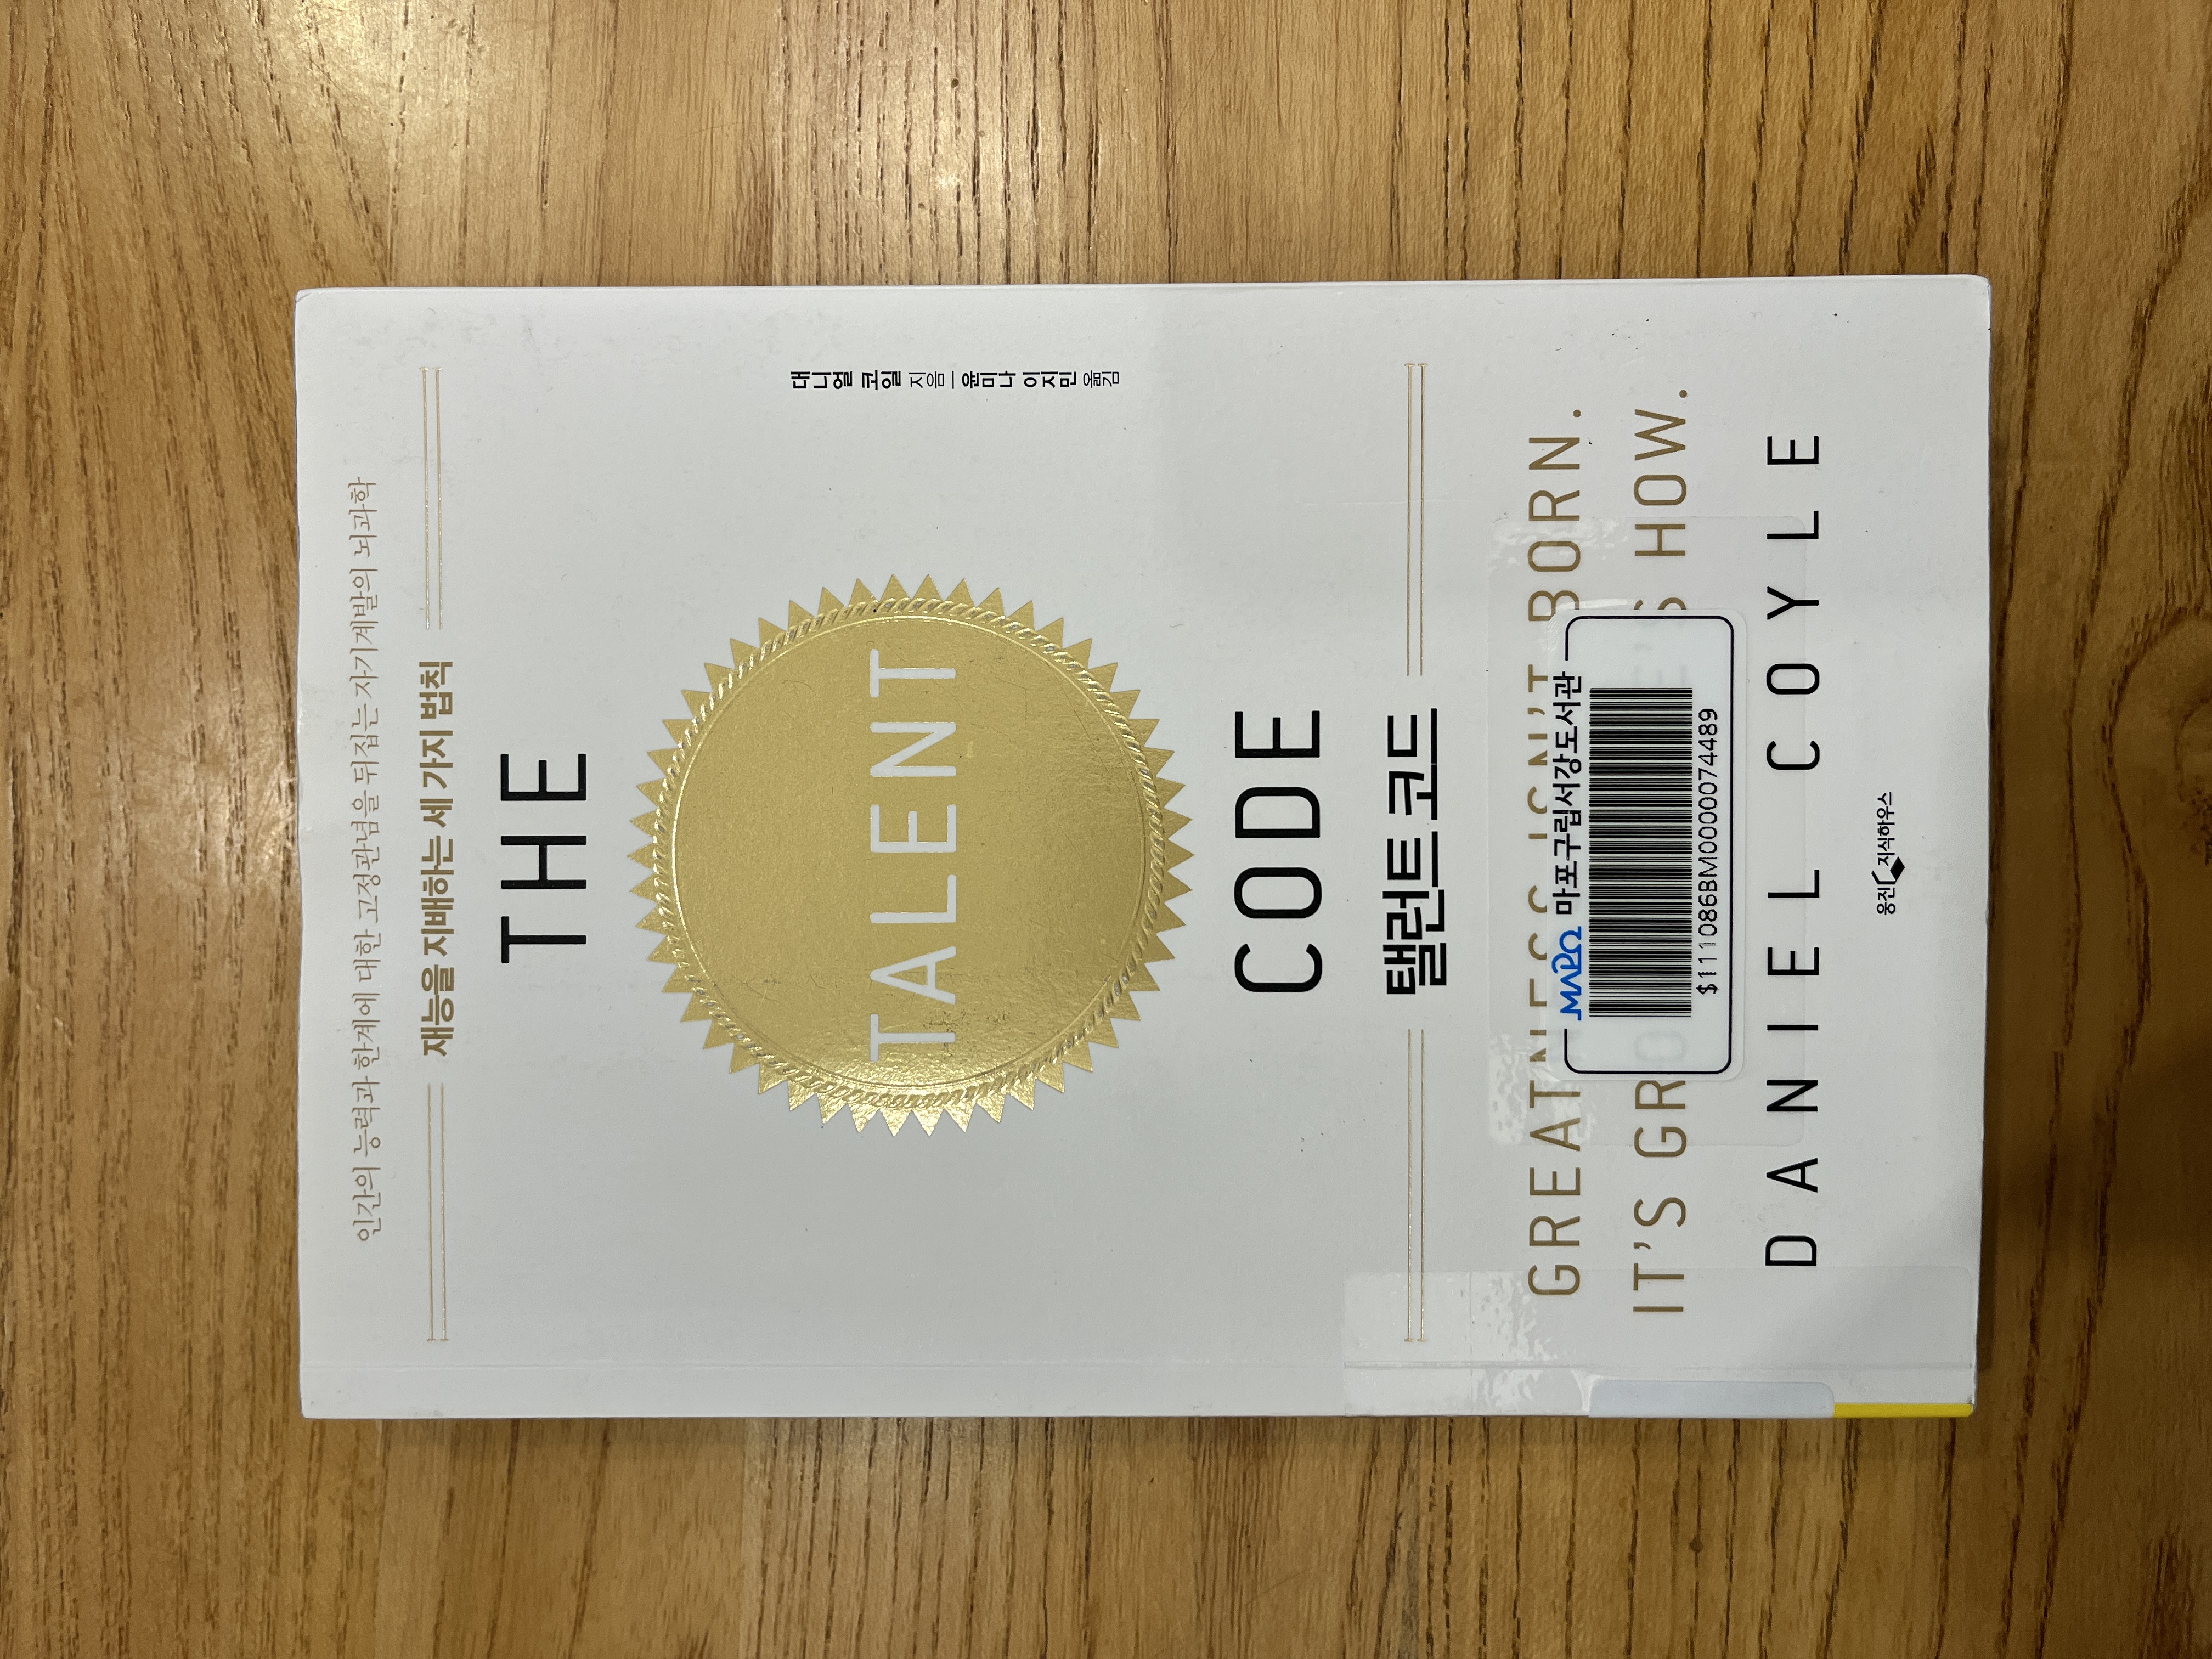 인간의 능력과 한계에 대한 고정관념을 뒤집는 자기계발의 뇌과학
재능을 지배하는 세 가지 법칙
THE
TALENT
CODE
대니얼 코일 지음 | 윤미나 이지민 옮김
탤런트 코드
GREATNESS ISN'T BORN.
IT'S GRO HOW.
MAPO 마포구립서강도서관
$111086BM0000074489
DANIEL COYLE
웅진 지식하우스